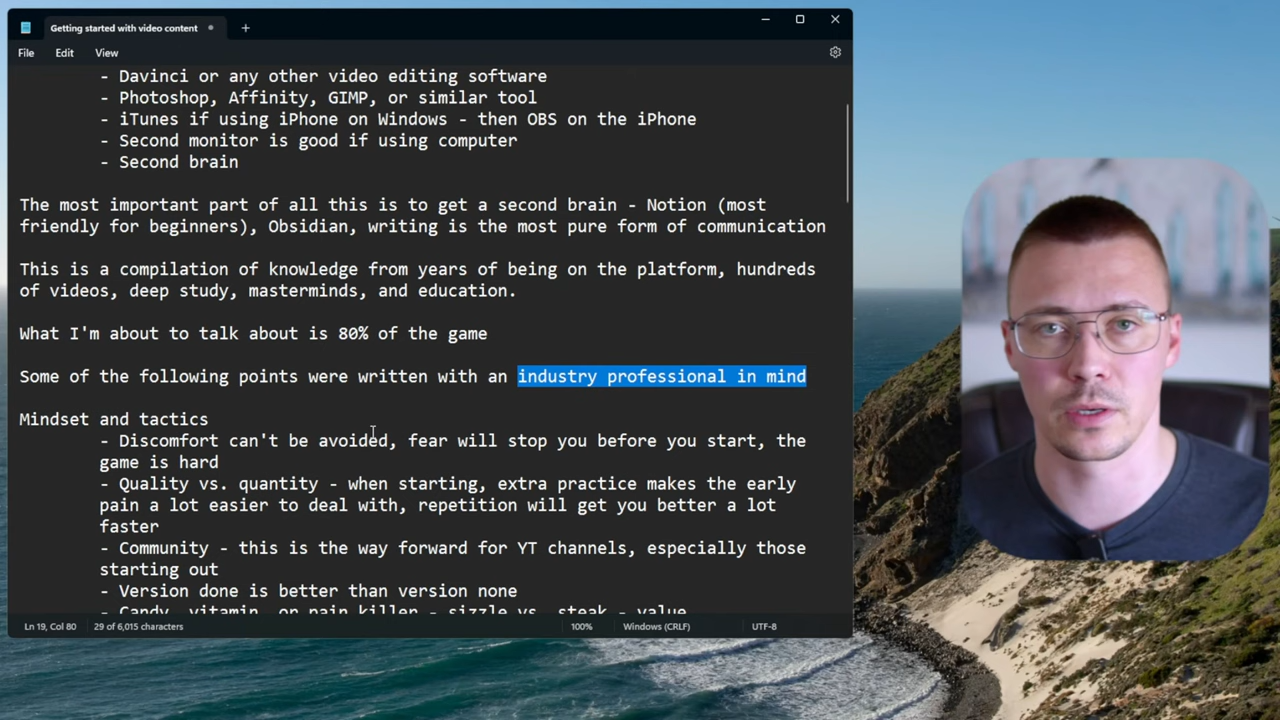 Getting started with video content
File Edit View
- Davinci or any other video editing software
- Photoshop, Affinity, GIMP, or similar tool
- iTunes if using iPhone on Windows - then OBS on the iPhone
- Second monitor is good if using computer
- Second brain
The most important part of all this is to get a second brain - Notion (most
friendly for beginners), Obsidian, writing is the most pure form of communication
This is a compilation of knowledge from years of being on the platform, hundreds
of videos, deep study, masterminds, and education.
What I'm about to talk about is 80% of the game
Some of the following points were written with an industry professional in mind
Mindset and tactics
- Discomfort can't be avoided, fear will stop you before you start, the
game is hard
- Quality vs. quantity - when starting, extra practice makes the early
pain a lot easier to deal with, repetition will get you better a lot
faster
- Community - this is the way forward for YT channels, especially those
starting out
- Version done is better than version none
- Candy, vitamin, or pain killer - sizzle vs. steak - value
Ln 19, Col 80 29 of 6,015 characters 100% Windows (CRLF) UTF-8